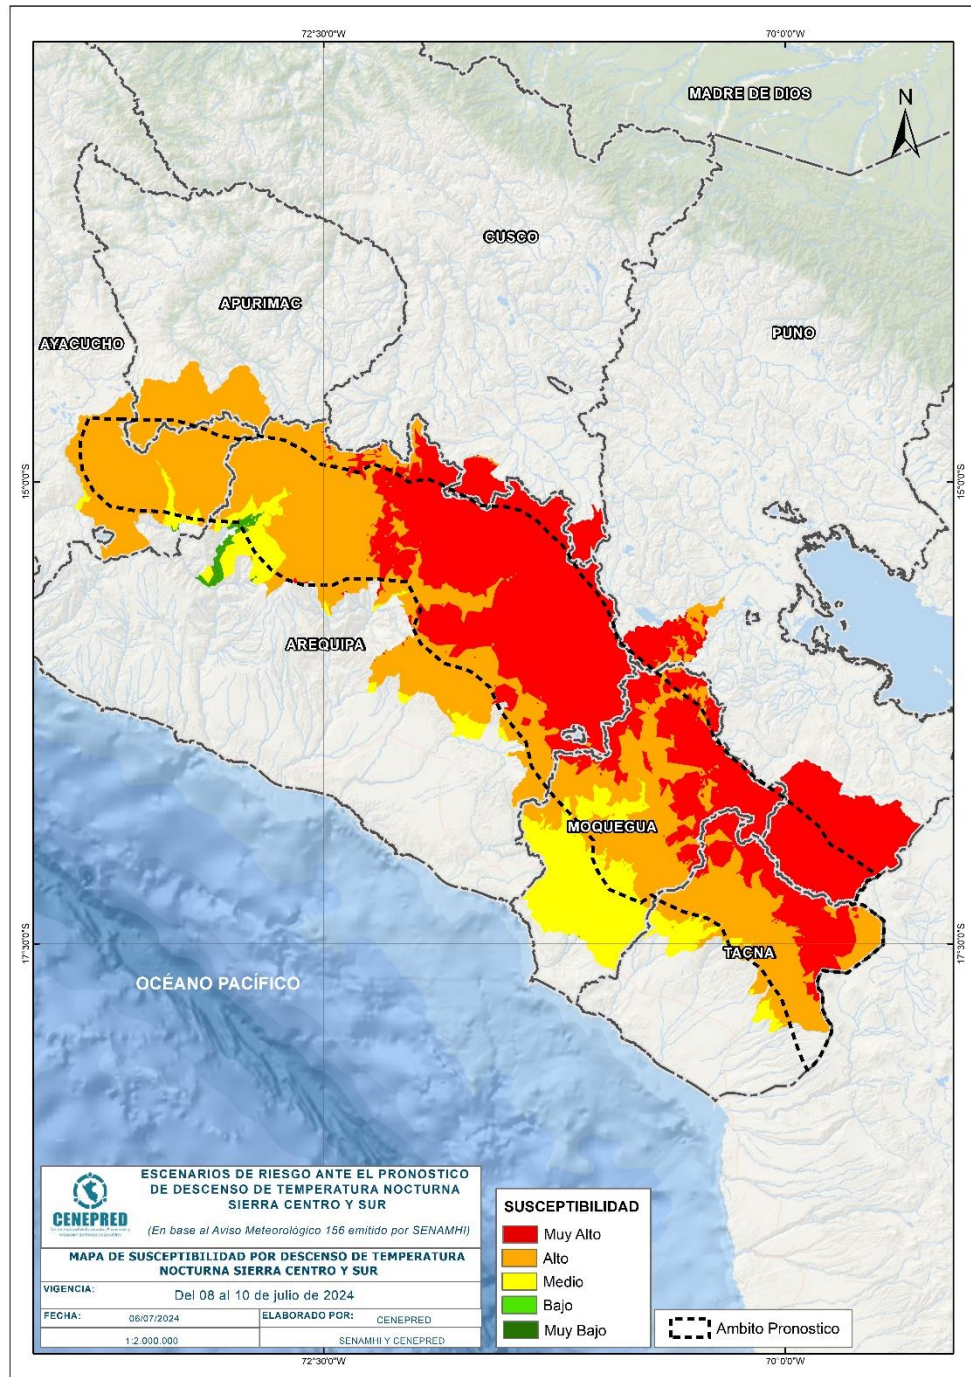 72°30'0"W
70°0'0"W
MADRE DE DIOS
N
CUSCO
APURIMAC
AYACUCHO
PUNO
15°0'0"S
15°0'0"S
AREQUIPA
MOQUEGUA
17°30'0"S
17°30'0"S
TACNA
OCÉANO PACÍFICO
CENEPRED
ESCENARIOS DE RIESGO ANTE EL PRONOSTICO
DE DESCENSO DE TEMPERATURA NOCTURNA
SIERRA CENTRO Y SUR
(En base al Aviso Meteorológico 156 emitido por SENAMHI)
MAPA DE SUSCEPTIBILIDAD POR DESCENSO DE TEMPERATURA
NOCTURNA SIERRA CENTRO Y SUR
VIGENCIA:
Del 08 al 10 de julio de 2024
FECHA:
06/07/2024
ELABORADO POR:
CENEPRED
1:2.000.000
SENAMHI Y CENEPRED
SUSCEPTIBILIDAD
Muy Alto
Alto
Medio
Bajo
Muy Bajo
Ambito Pronostico
72°30'0"W
70°0'0"W